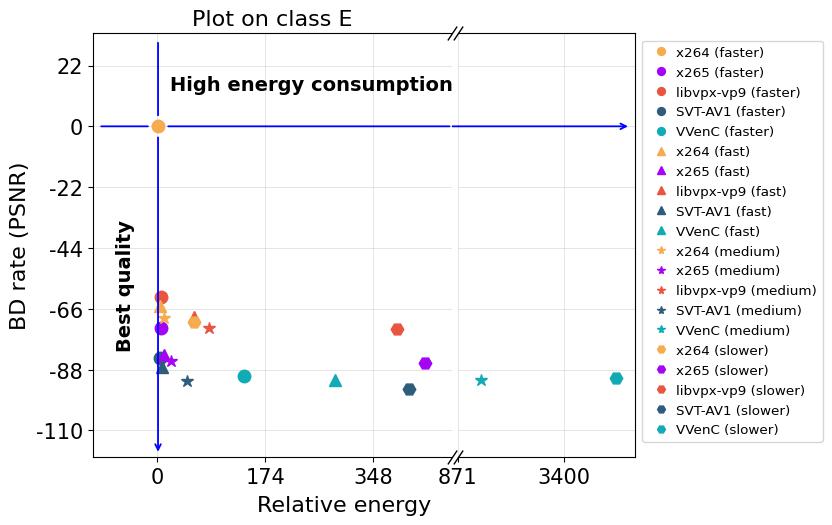 Plot on class E
High energy consumption
Best quality
BD rate (PSNR)
22
0
-22
-44
-66
-88
-110
0
174
348
871
3400
Relative energy
x264 (faster)
x265 (faster)
libvpx-vp9 (faster)
SVT-AV1 (faster)
VVenC (faster)
x264 (fast)
x265 (fast)
libvpx-vp9 (fast)
SVT-AV1 (fast)
VVenC (fast)
x264 (medium)
x265 (medium)
libvpx-vp9 (medium)
SVT-AV1 (medium)
VVenC (medium)
x264 (slower)
x265 (slower)
libvpx-vp9 (slower)
SVT-AV1 (slower)
VVenC (slower)